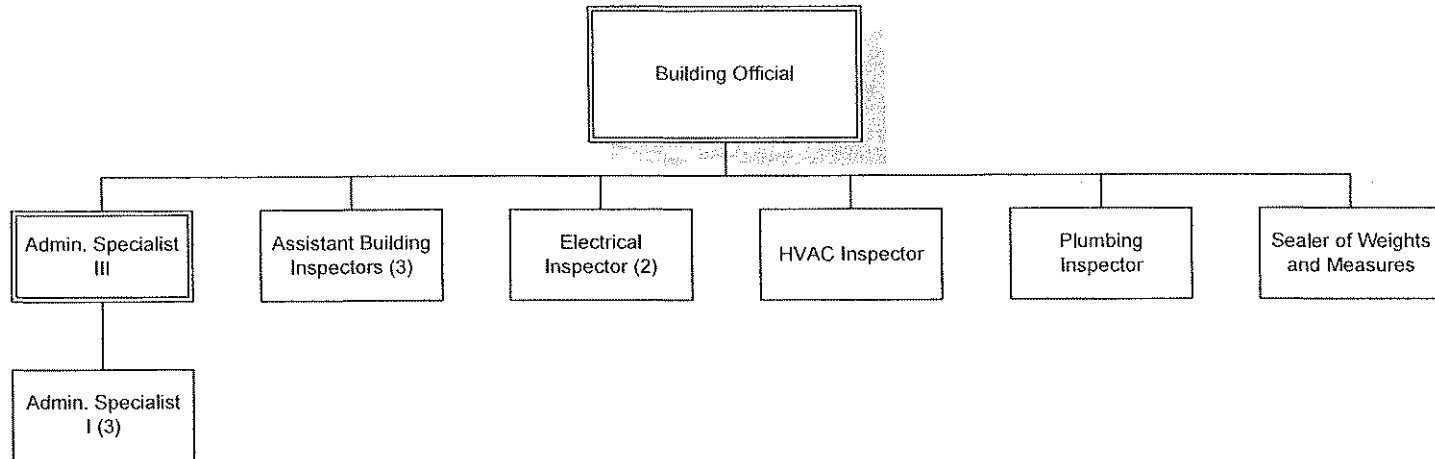 Building Official
Admin. Specialist
III
Assistant Building
Inspectors (3)
Electrical
Inspector (2)
HVAC Inspector
Plumbing
Inspector
Sealer of Weights
and Measures
Admin. Specialist
I (3)